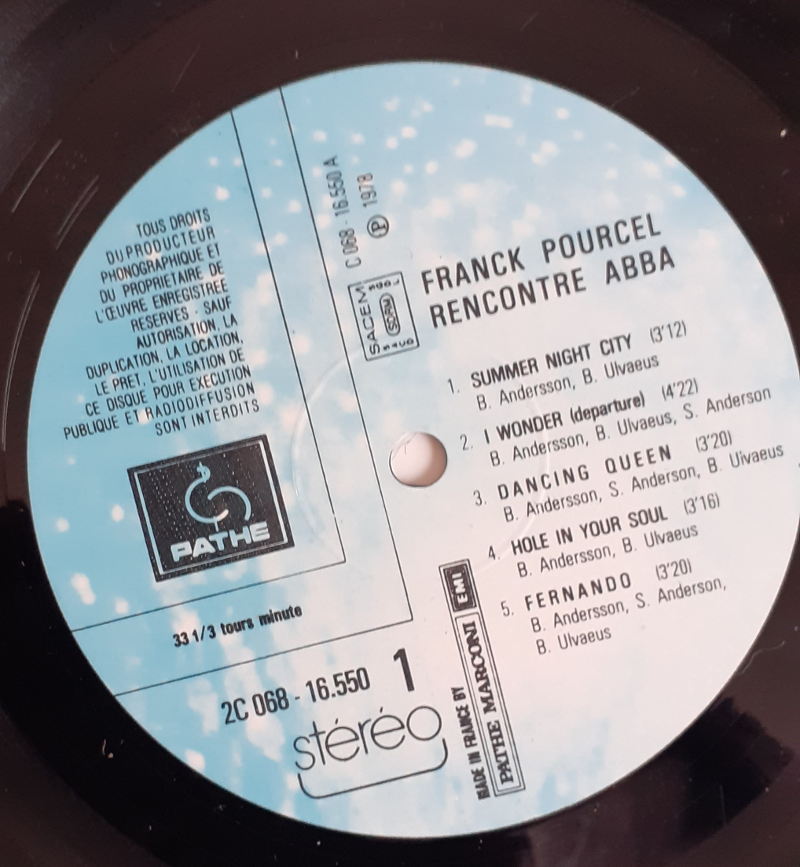 TOUS DROITS
DU PRODUCTEUR
PHONOGRAPHIQUE ET
DU PROPRIETAIRE DE
L'ŒUVRE ENREGISTREE
RESERVES - SAUF
AUTORISATION, LA
DUPLICATION, LA LOCATION,
LE PRET, L'UTILISATION DE
CE DISQUE POUR EXECUTION
PUBLIQUE ET RADIODIFFUSION
SONT INTERDITS
PATHE
33 1/3 tours minute
2C 068 - 16.550 1
stéréo
C 068 - 16.550 A
Ⓟ 1978
SACEM
SDRM
FRANCK POURCEL
RENCONTRE ABBA
1. SUMMER NIGHT CITY (3'12)
B. Andersson, B. Ulvaeus
2. I WONDER (departure) (4'22)
B. Andersson, B. Ulvaeus, S. Anderson
3. DANCING QUEEN (3'20)
B. Andersson, S. Anderson, B. Ulvaeus
4. HOLE IN YOUR SOUL (3'16)
B. Andersson, B. Ulvaeus
5. FERNANDO (3'20)
B. Andersson, S. Anderson,
B. Ulvaeus
MADE IN FRANCE BY
PATHE MARCONI EMI